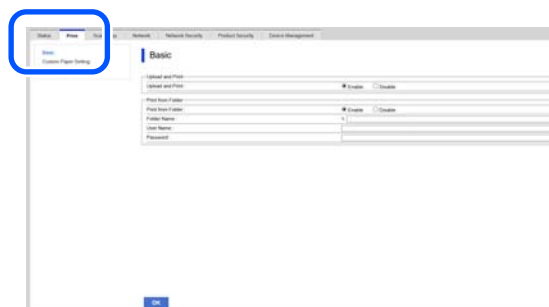 Status Print Network Network Security Product Security Device Management
Basic
Custom Paper Setting
Basic
Upload and Print
Upload and Print : Enable Disable
Print from Folder
Print from Folder : Enable Disable
Folder Name : \
User Name :
Password :
OK